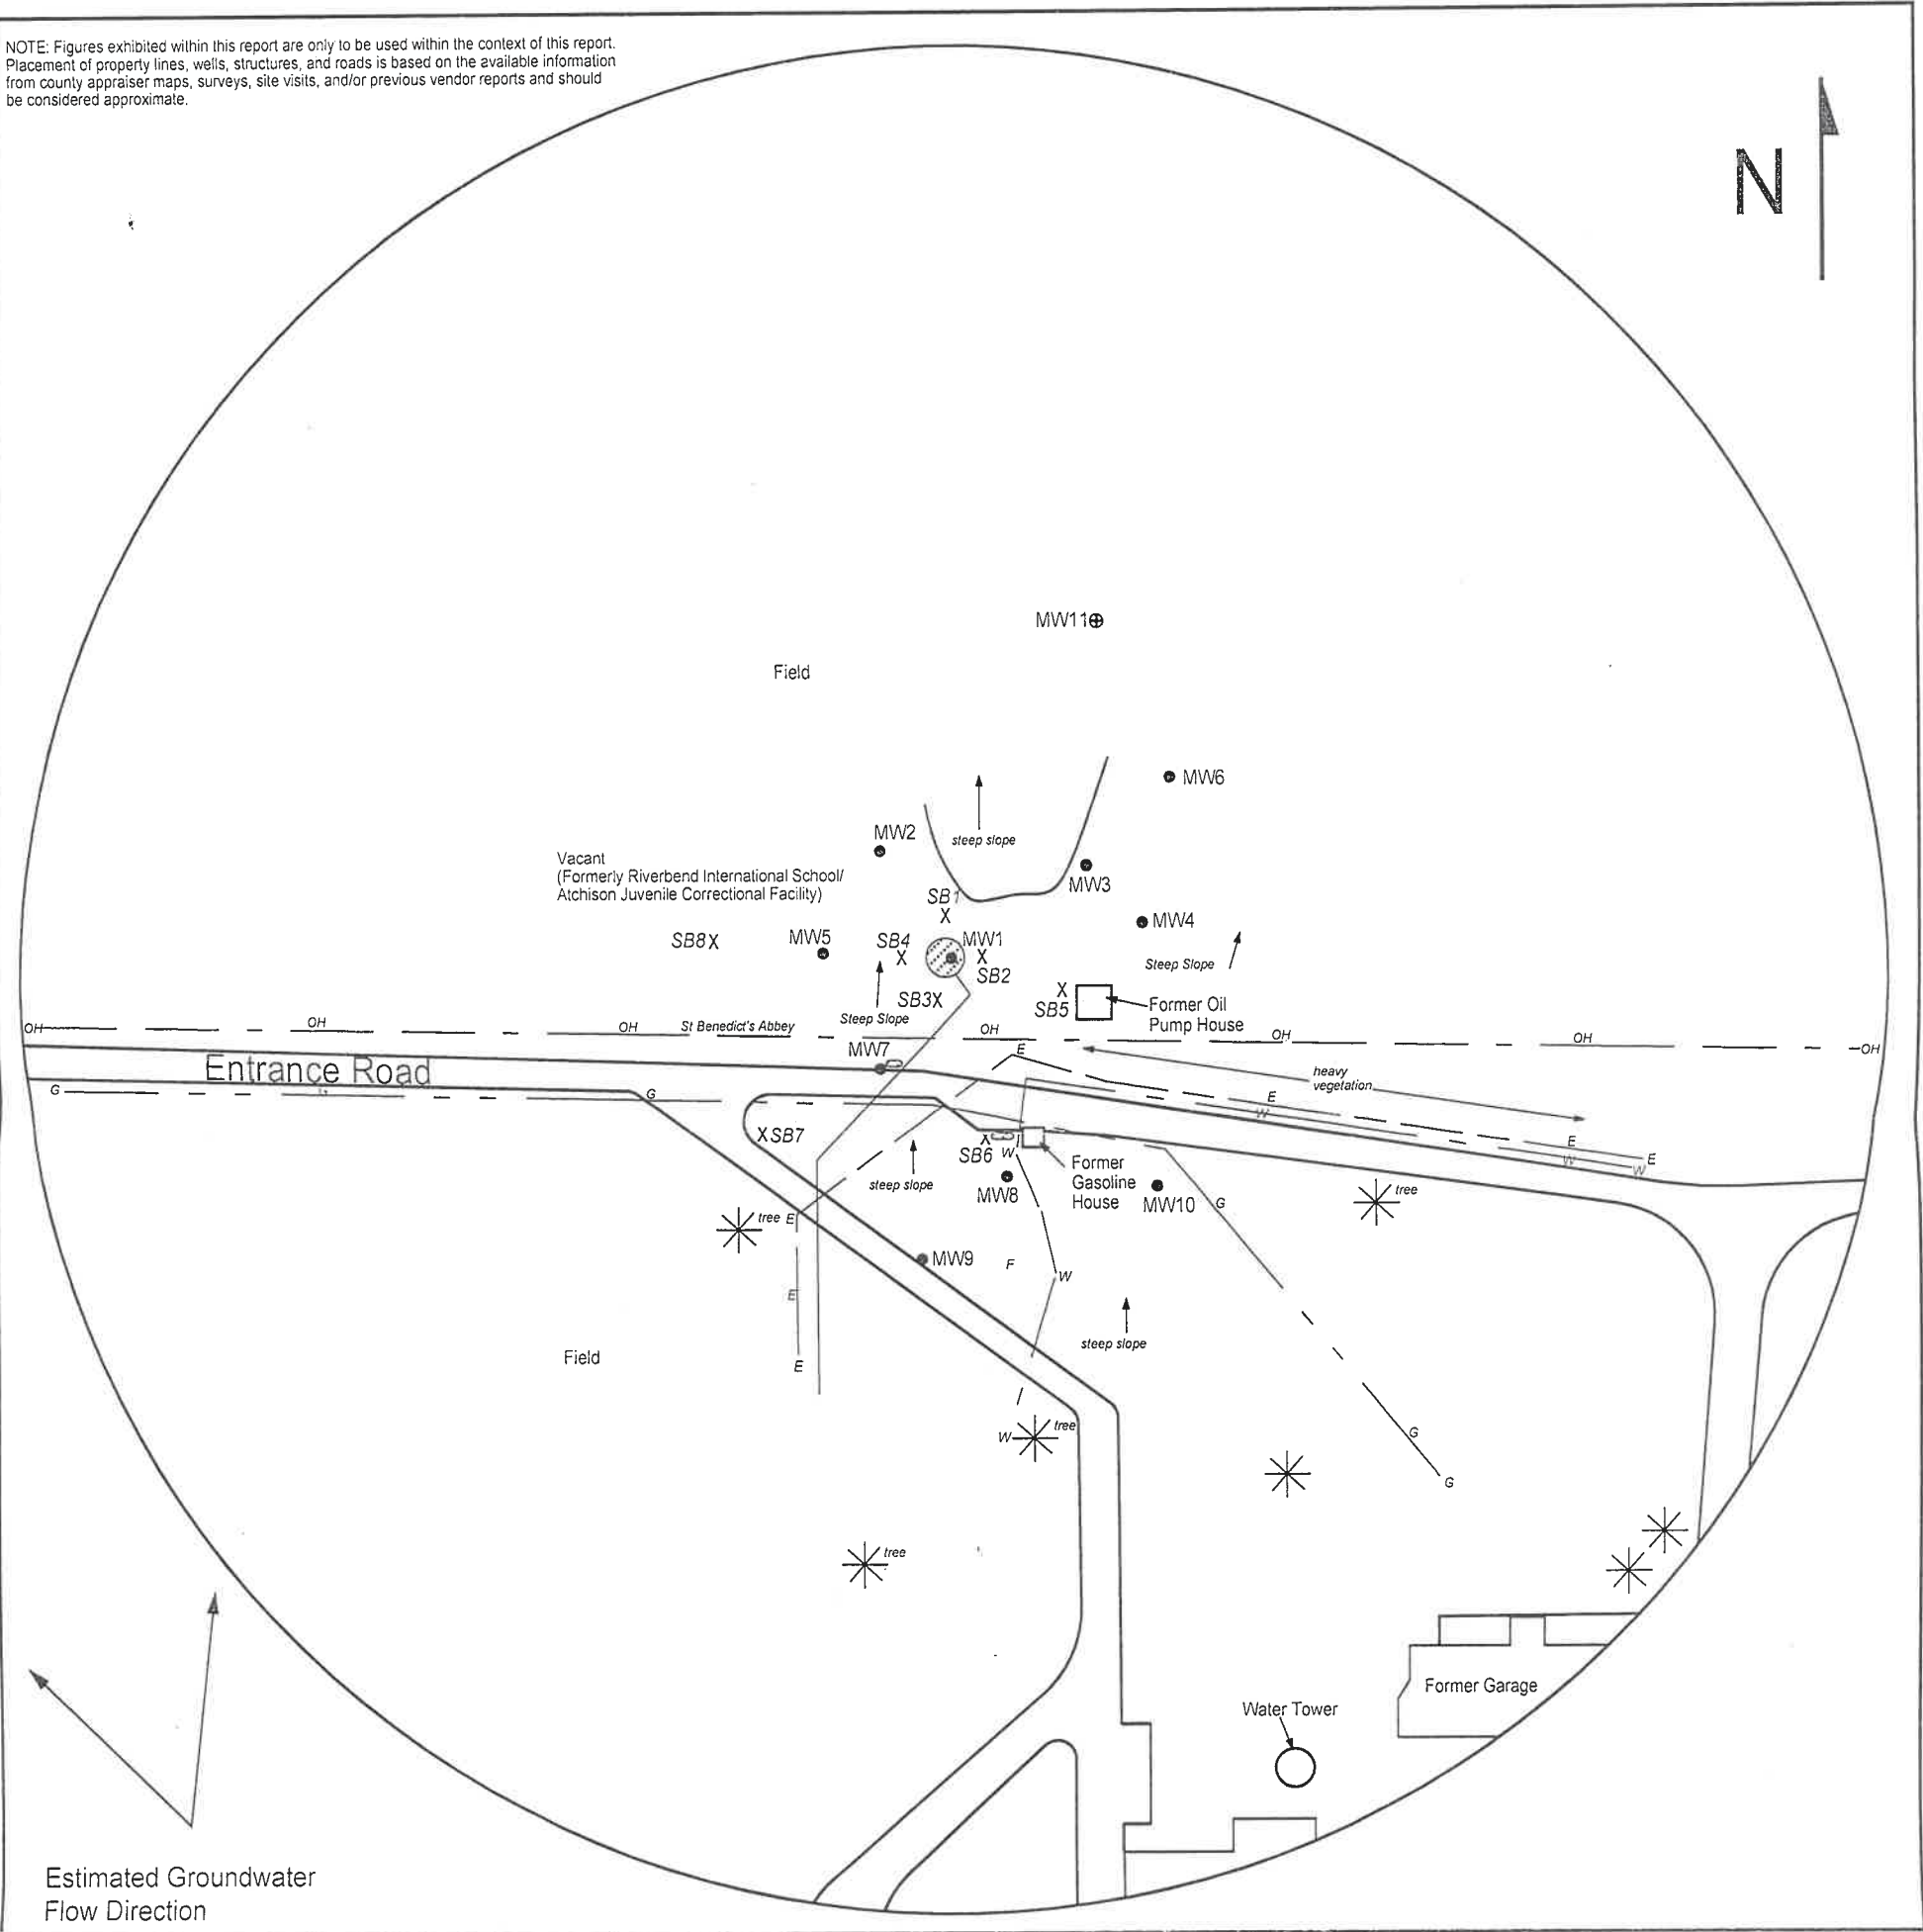 NOTE: Figures exhibited within this report are only to be used within the context of this report.
Placement of property lines, wells, structures, and roads is based on the available information
from county appraiser maps, surveys, site visits, and/or previous vendor reports and should
be considered approximate.
N
MW11
Field
MW6
MW2
steep slope
Vacant
(Formerly Riverbend International School/
Atchison Juvenile Correctional Facility)
MW3
SB1
X
MW4
SB8X
MW5
SB4
X
MW1
X
SB2
Steep Slope
SB3X
X
SB5
Former Oil
Pump House
Steep Slope
OH
OH
OH
St Benedict's Abbey
OH
OH
OH
OH
MW7
E
Entrance Road
heavy
vegetation
G
G
E
W
XSB7
X
SB6
W
E
W
E
W
Former
Gasoline
House
steep slope
MW8
MW10
G
tree
tree
E
MW9
F
W
E
steep slope
Field
E
W
tree
G
G
tree
Former Garage
Water Tower
Estimated Groundwater
Flow Direction